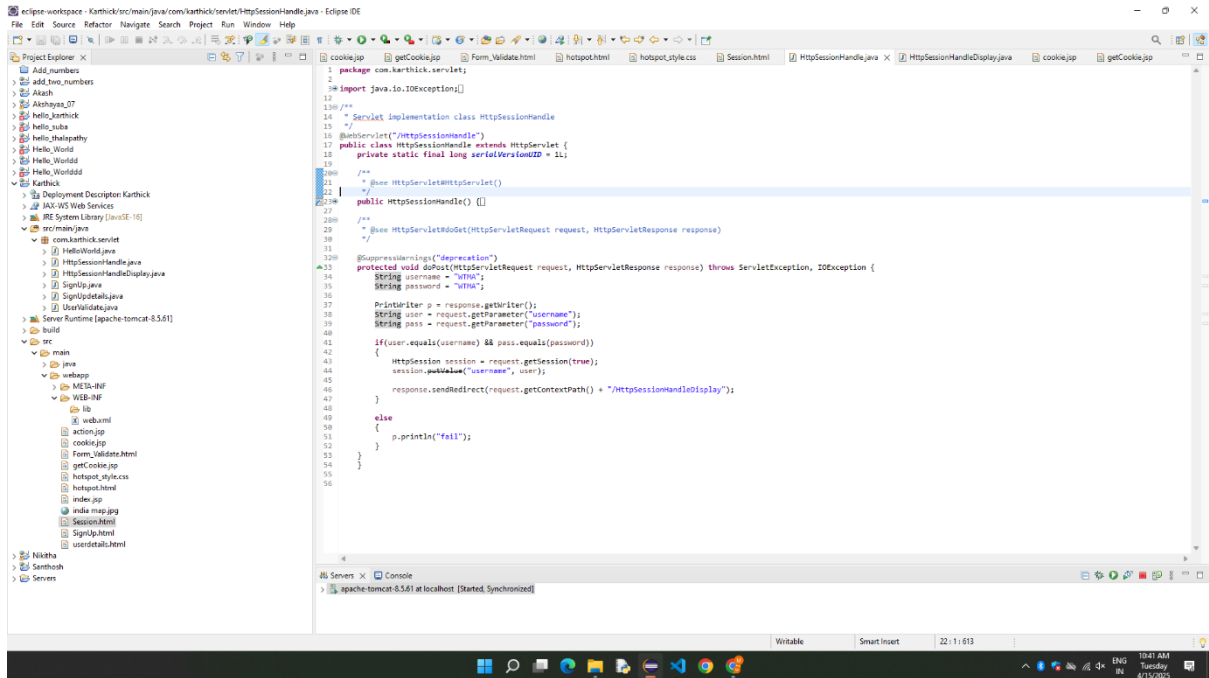 eclipse-workspace - Karthick/src/main/java/com/karthick/servlet/HttpSessionHandle.java - Eclipse IDE
File Edit Source Refactor Navigate Search Project Run Window Help
Project Explorer
Add_numbers
add_two_numbers
Akash
Akshayaa_07
hello_karthick
hello_suba
hello_thalapathy
Hello_World
Hello_Worldd
Hello_Worlddd
Karthick
Deployment Descriptor: Karthick
JAX-WS Web Services
JRE System Library [JavaSE-16]
src/main/java
com.karthick.servlet
HelloWorld.java
HttpSessionHandle.java
HttpSessionHandleDisplay.java
SignUp.java
SignUpdetails.java
UserValidate.java
Server Runtime [apache-tomcat-8.5.61]
build
src
main
java
webapp
META-INF
WEB-INF
lib
web.xml
action.jsp
cookie.jsp
Form_Validate.html
getCookie.jsp
hotspot_style.css
hotspot.html
index.jsp
india map.jpg
Session.html
SignUp.html
userdetails.html
Nikitha
Santhosh
Servers
cookie.jsp getCookie.jsp Form_Validate.html hotspot.html hotspot_style.css Session.html HttpSessionHandle.java HttpSessionHandleDisplay.java cookie.jsp getCookie.jsp
1 package com.karthick.servlet;
2
3 import java.io.IOException;
12
13 /**
14 * Servlet implementation class HttpSessionHandle
15 */
16 @WebServlet("/HttpSessionHandle")
17 public class HttpSessionHandle extends HttpServlet {
18 private static final long serialVersionUID = 1L;
19
20 /**
21 * @see HttpServlet#HttpServlet()
22 */
23 public HttpSessionHandle() {
27
28 /**
29 * @see HttpServlet#doGet(HttpServletRequest request, HttpServletResponse response)
30 */
31
32 @SuppressWarnings("deprecation")
33 protected void doPost(HttpServletRequest request, HttpServletResponse response) throws ServletException, IOException {
34 String username = "WTMA";
35 String password = "WTMA";
36
37 PrintWriter p = response.getWriter();
38 String user = request.getParameter("username");
39 String pass = request.getParameter("password");
40
41 if(user.equals(username) && pass.equals(password))
42 {
43 HttpSession session = request.getSession(true);
44 session.putValue("username", user);
45
46 response.sendRedirect(request.getContextPath() + "/HttpSessionHandleDisplay");
47 }
48
49 else
50 {
51 p.println("fail");
52 }
53 }
54 }
55
56
Servers Console
apache-tomcat-8.5.61 at localhost [Started, Synchronized]
Writable Smart Insert 22 : 1 : 613
ENG
IN
10:41 AM
Tuesday
4/15/2025